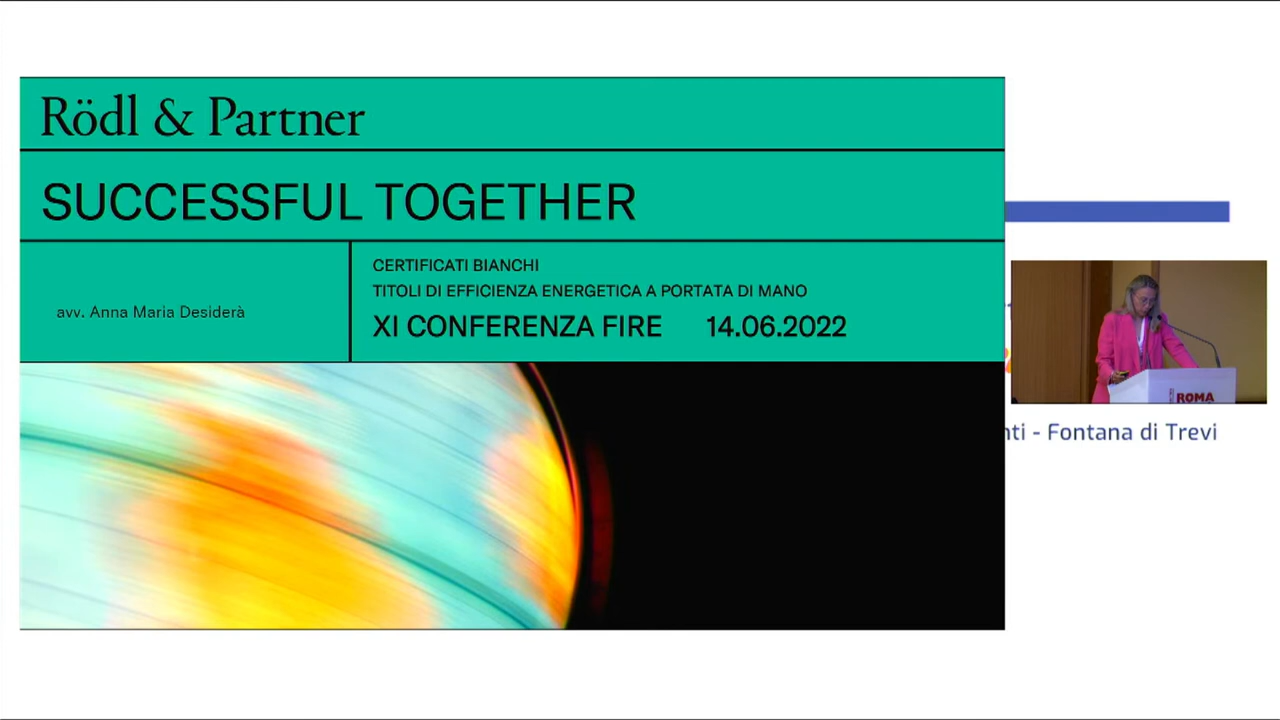 Rödl & Partner
SUCCESSFUL TOGETHER
avv. Anna Maria Desiderà
CERTIFICATI BIANCHI
TITOLI DI EFFICIENZA ENERGETICA A PORTATA DI MANO
XI CONFERENZA FIRE 14.06.2022
ROMA
nti - Fontana di Trevi